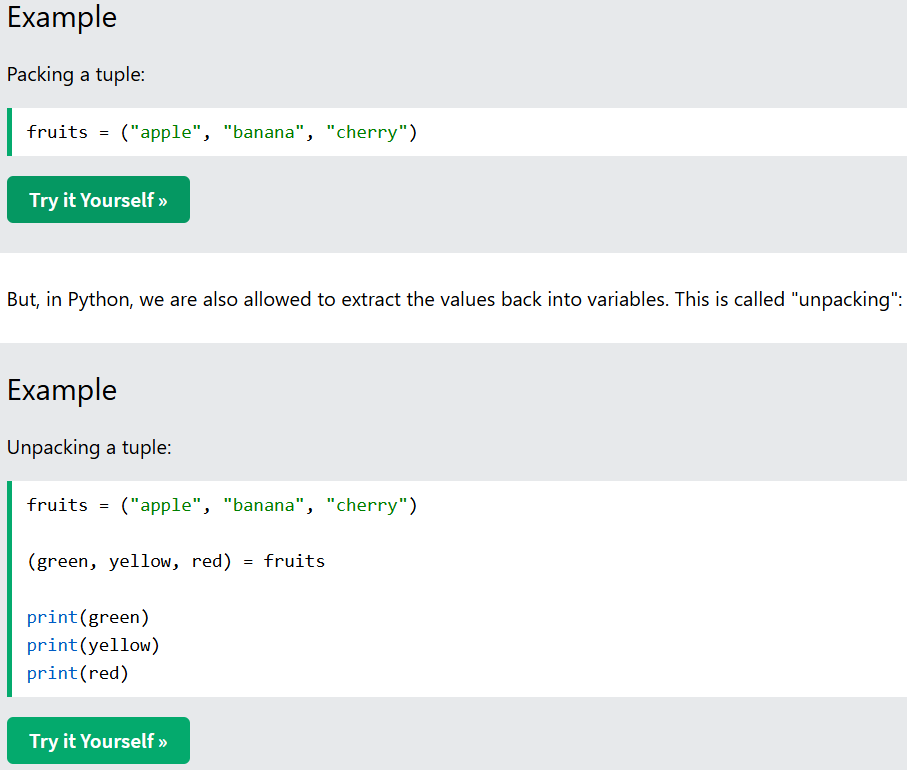 Example
Packing a tuple:
fruits = ("apple", "banana", "cherry")
Try it Yourself »
But, in Python, we are also allowed to extract the values back into variables. This is called "unpacking":
Example
Unpacking a tuple:
fruits = ("apple", "banana", "cherry")
(green, yellow, red) = fruits
print(green)
print(yellow)
print(red)
Try it Yourself »